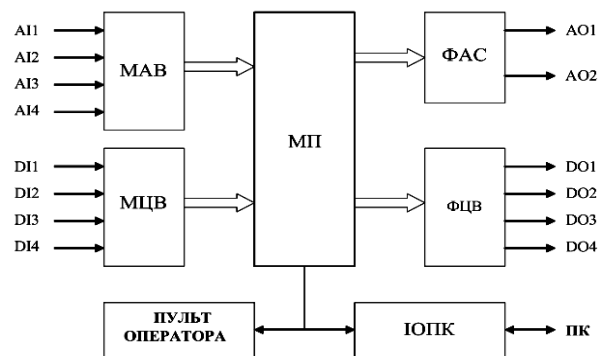 AI1
AI2
AI3
AI4
МАВ
DI1
DI2
DI3
DI4
МЦВ
МП
ФАС
AO1
AO2
ФЦВ
DO1
DO2
DO3
DO4
ПУЛЬТ
ОПЕРАТОРА
ІОПК
ПК